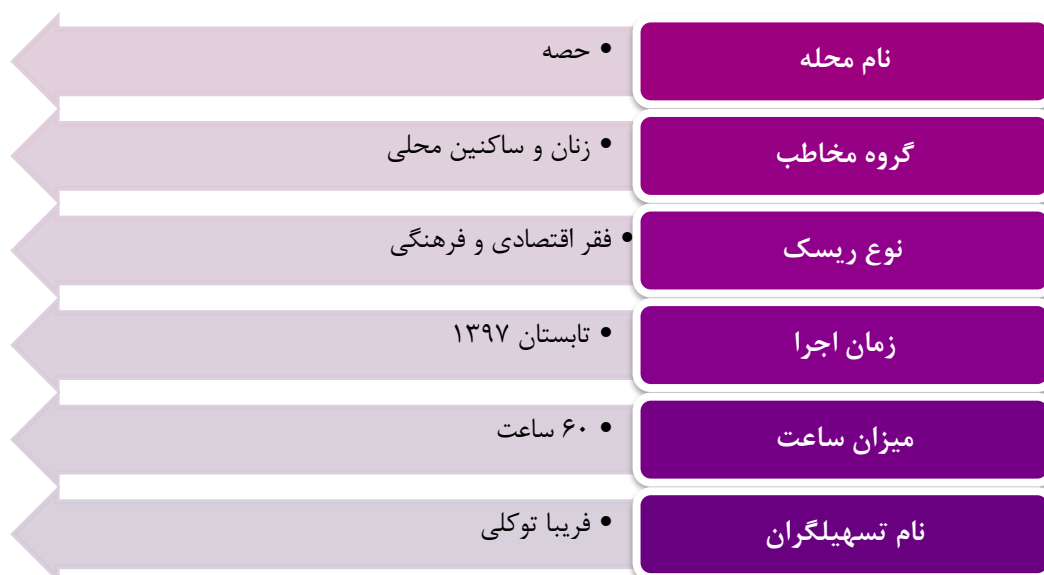 نام محله
• حصه
گروه مخاطب
• زنان و ساکنین محلی
نوع ریسک
• فقر اقتصادی و فرهنگی
زمان اجرا
• تابستان ۱۳۹۷
میزان ساعت
• ۶۰ ساعت
نام تسهیلگران
• فریبا توکلی